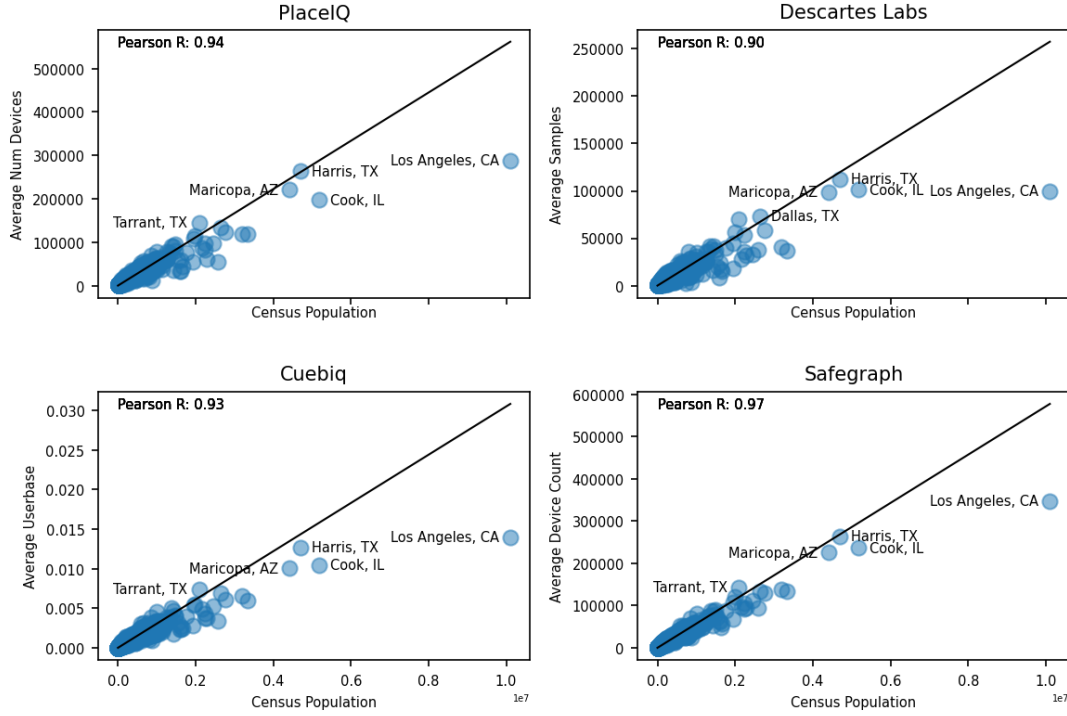 PlaceIQ
Pearson R: 0.94
Average Num Devices
500000
400000
300000
200000
100000
0
Los Angeles, CA
Harris, TX
Maricopa, AZ
Cook, IL
Tarrant, TX
Census Population
Descartes Labs
Pearson R: 0.90
Average Samples
250000
200000
150000
100000
50000
0
Harris, TX
Maricopa, AZ
Cook, IL
Los Angeles, CA
Dallas, TX
Census Population
Cuebiq
Pearson R: 0.93
Average Userbase
0.030
0.025
0.020
0.015
0.010
0.005
0.000
Los Angeles, CA
Harris, TX
Maricopa, AZ
Cook, IL
Tarrant, TX
0.0 0.2 0.4 0.6 0.8 1.0
1e7
Census Population
Safegraph
Pearson R: 0.97
Average Device Count
600000
500000
400000
300000
200000
100000
0
Los Angeles, CA
Harris, TX
Maricopa, AZ
Cook, IL
Tarrant, TX
0.0 0.2 0.4 0.6 0.8 1.0
1e7
Census Population